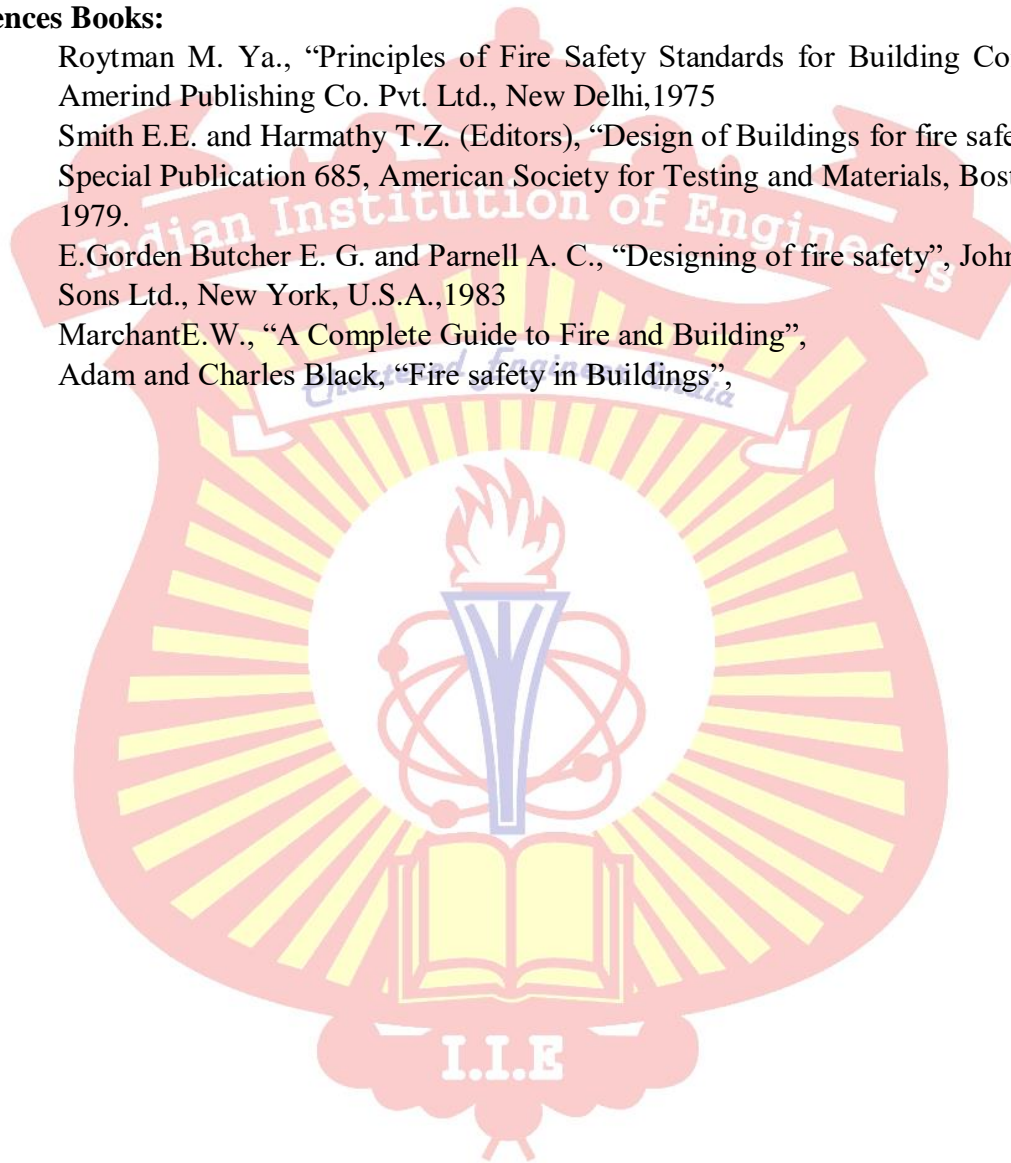 ences Books:
Roytman M. Ya., “Principles of Fire Safety Standards for Building Co
Amerind Publishing Co. Pvt. Ltd., New Delhi,1975
Smith E.E. and Harmathy T.Z. (Editors), “Design of Buildings for fire safe
Special Publication 685, American Society for Testing and Materials, Bost
1979.
Indian Institution of Engineers
E.Gorden Butcher E. G. and Parnell A. C., “Designing of fire safety”, John
Sons Ltd., New York, U.S.A.,1983
MarchantE.W., “A Complete Guide to Fire and Building”,
Adam and Charles Black, “Fire safety in Buildings”,
Chartered Engineer India
I.I.E